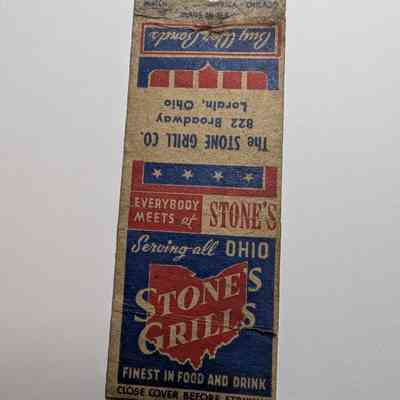 Buy War Bonds
The STONE GRILL CO.
822 Broadway
Lorain, Ohio
EVERYBODY
MEETS at STONE'S
Serving all OHIO
STONE'S
GRILLS
FINEST IN FOOD AND DRINK
CLOSE COVER BEFORE